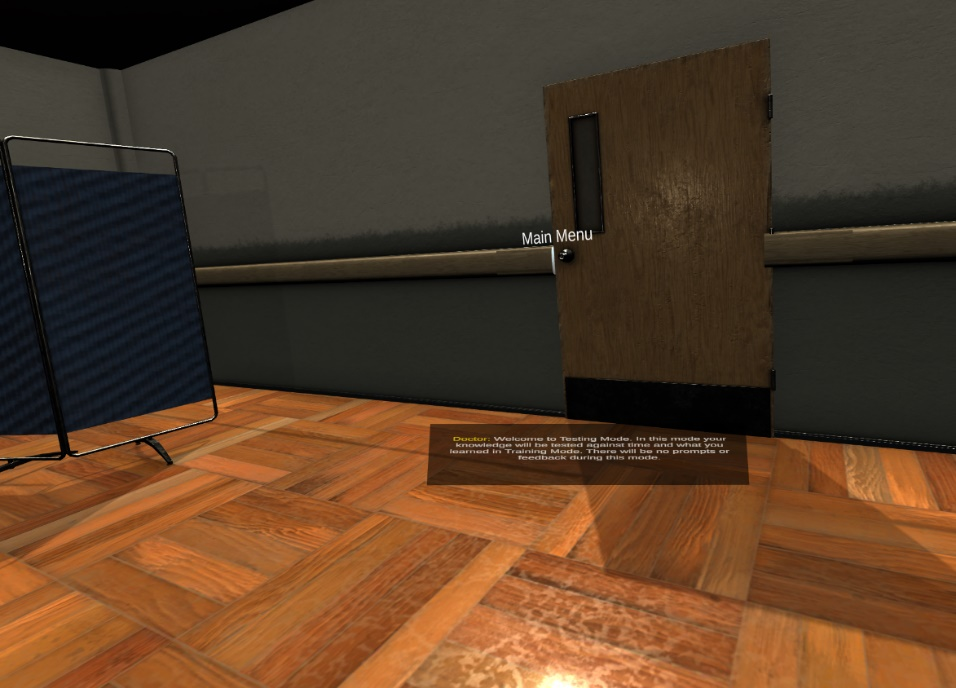 Main Menu
Doctor: Welcome to Testing Mode. In this mode your
knowledge will be tested against time and what you
learned in Training Mode. There will be no prompts or
feedback during this mode.